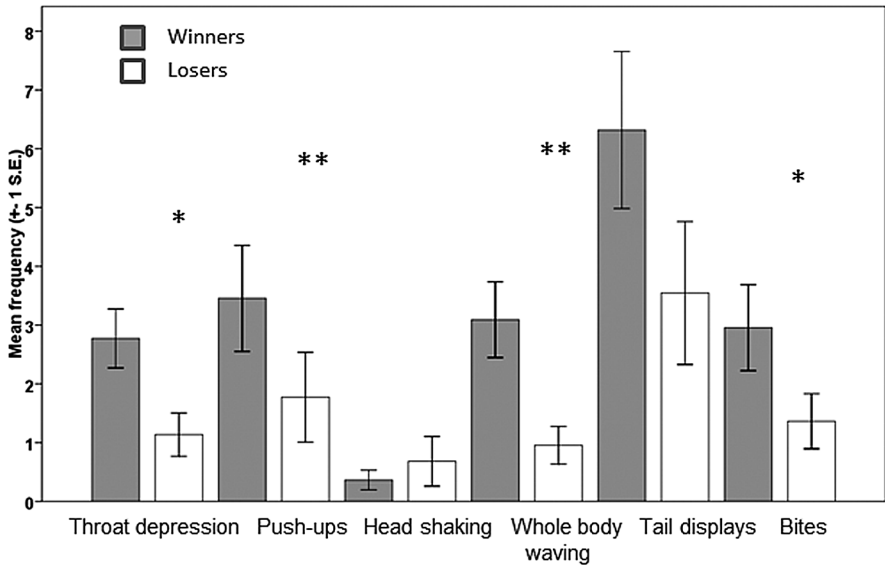 8
7
6
5
4
3
2
1
0
Mean frequency (+- 1 S.E.)
Winners
Losers
*
**
**
*
Throat depression
Push-ups
Head shaking
Whole body
waving
Tail displays
Bites